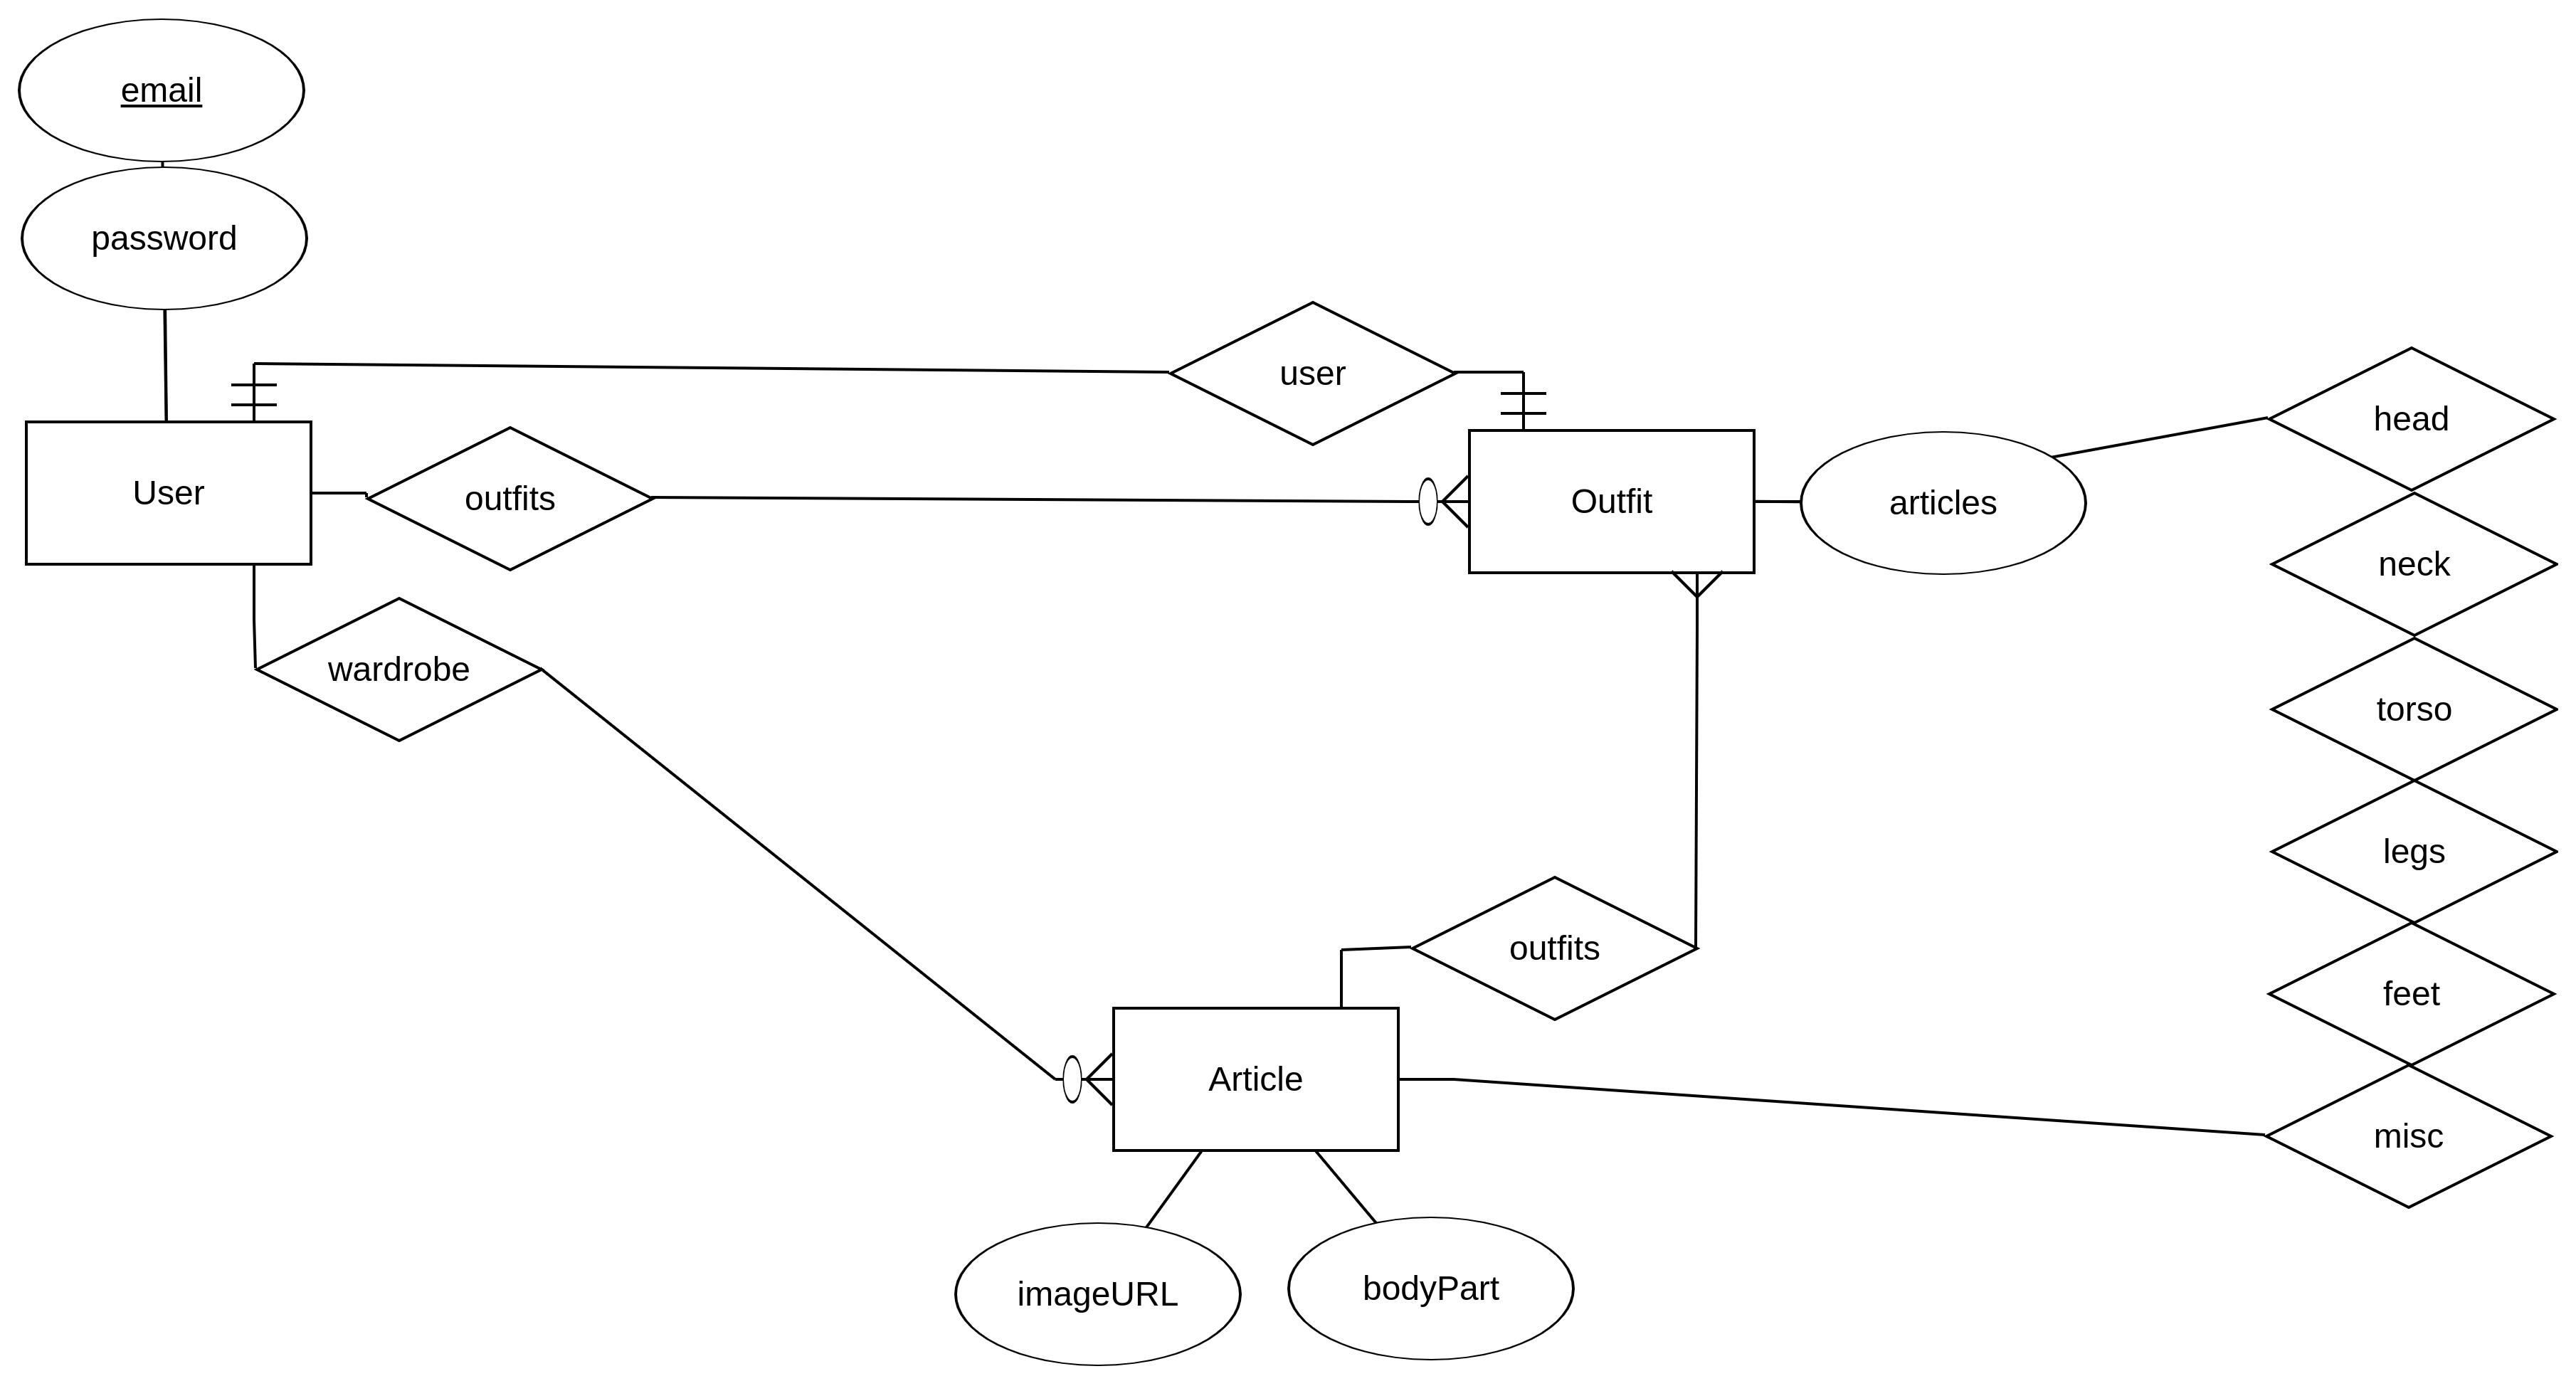 email
password
user
head
User
outfits
Outfit
articles
neck
wardrobe
torso
legs
outfits
feet
Article
misc
imageURL
bodyPart